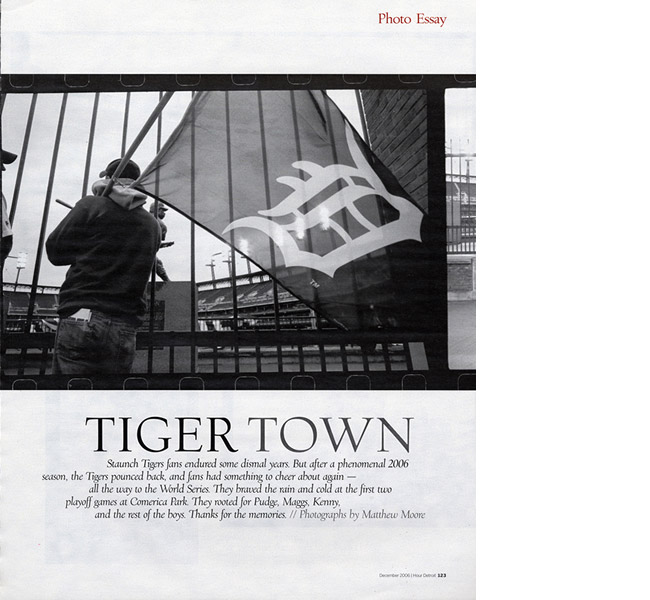 Photo Essay
D
TM
TIGER TOWN
Staunch Tigers fans endured some dismal years. But after a phenomenal 2006
season, the Tigers pounced back, and fans had something to cheer about again —
all the way to the World Series. They braved the rain and cold at the first two
playoff games at Comerica Park. They rooted for Pudge, Maggs, Kenny,
and the rest of the boys. Thanks for the memories. // Photographs by Matthew Moore
December 2006 | Hour Detroit 123